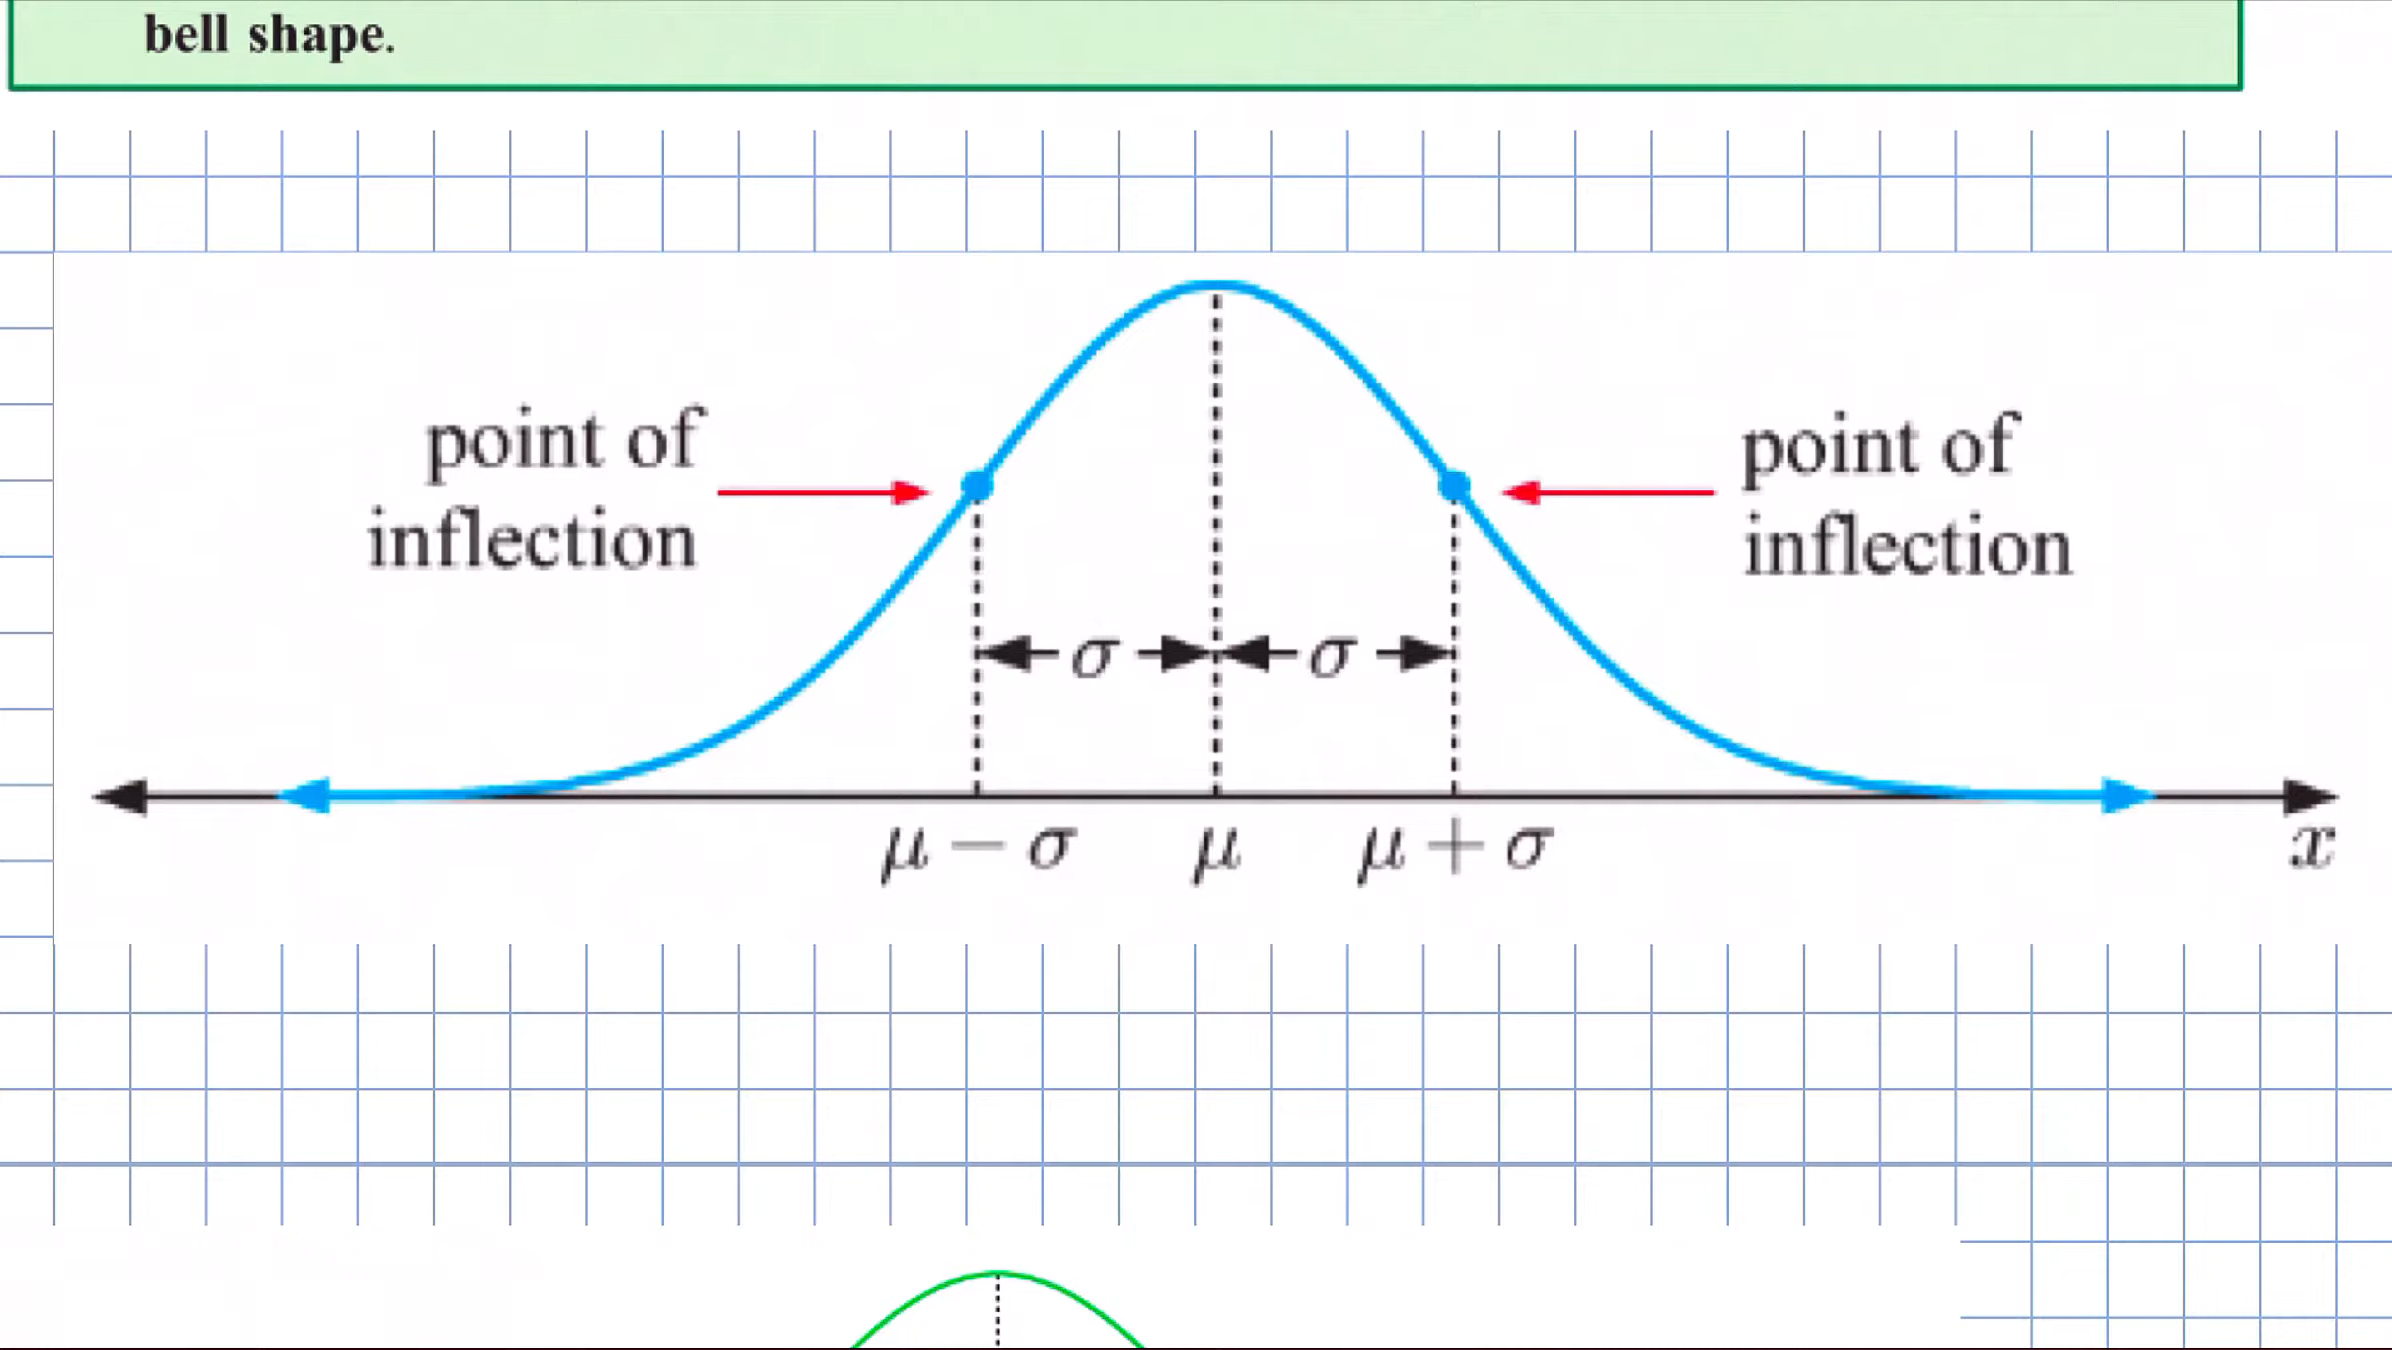 bell shape.
point of
inflection
point of
inflection
σ σ
μ − σ μ μ + σ x